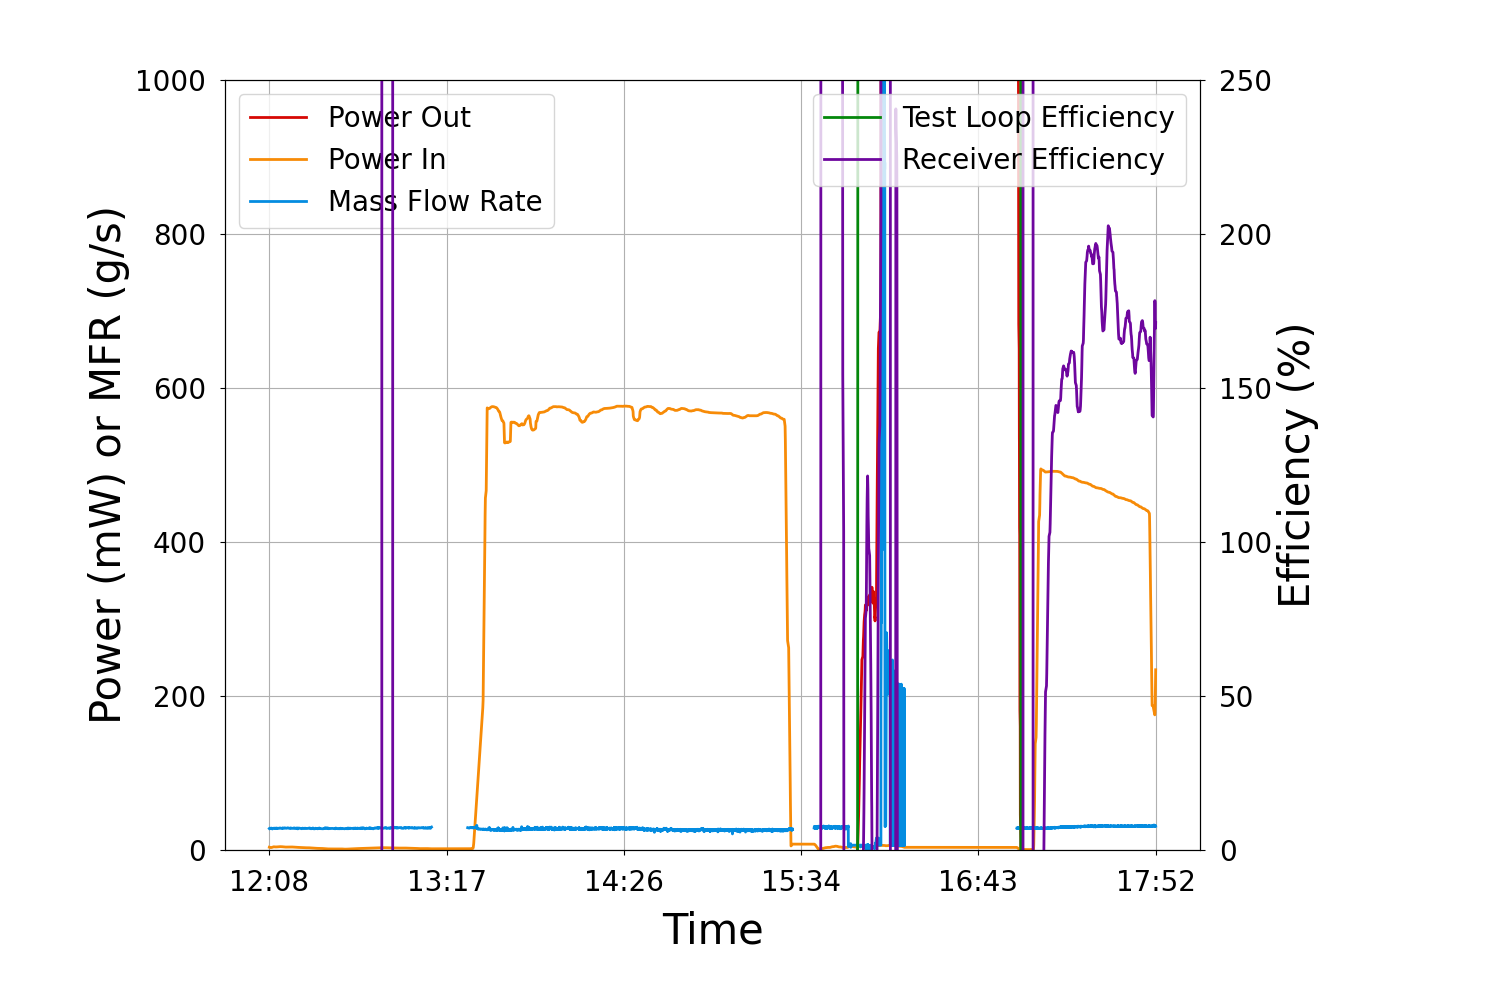 1000
800
600
400
200
0
Power (mW) or MFR (g/s)
Power Out
Power In
Mass Flow Rate
Test Loop Efficiency
Receiver Efficiency
250
200
150
100
50
0
Efficiency (%)
12:08 13:17 14:26 15:34 16:43 17:52
Time